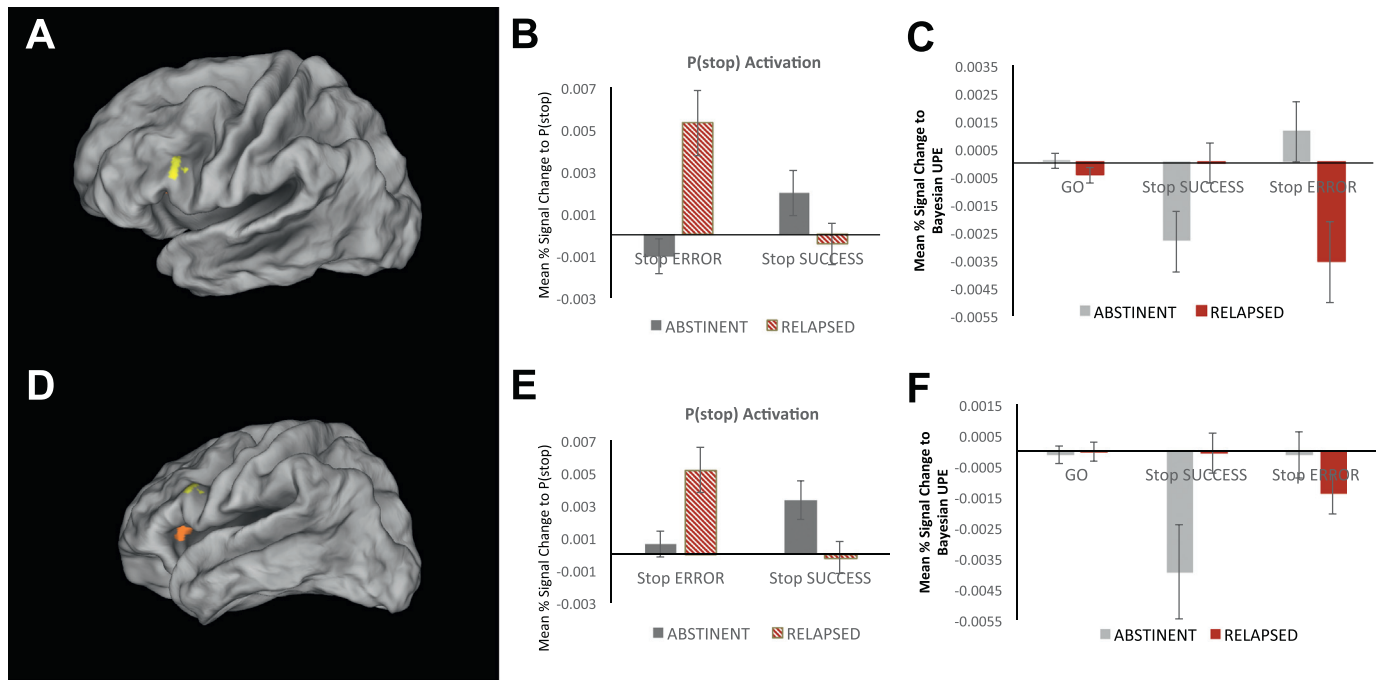 A
B
P(stop) Activation
Mean % Signal Change to P(stop)
0.007
0.005
0.003
0.001
-0.001
-0.003
Stop ERROR
Stop SUCCESS
ABSTINENT
RELAPSED
C
Mean % Signal Change to
Bayesian UPE
0.0035
0.0025
0.0015
0.0005
-0.0005
-0.0015
-0.0025
-0.0035
-0.0045
-0.0055
GO
Stop SUCCESS
Stop ERROR
ABSTINENT
RELAPSED
D
E
P(stop) Activation
Mean % Signal Change to P(stop)
0.007
0.005
0.003
0.001
-0.001
-0.003
Stop ERROR
Stop SUCCESS
ABSTINENT
RELAPSED
F
Mean % Signal Change to
Bayesian UPE
0.0015
0.0005
-0.0005
-0.0015
-0.0025
-0.0035
-0.0045
-0.0055
GO
Stop SUCCESS
Stop ERROR
ABSTINENT
RELAPSED